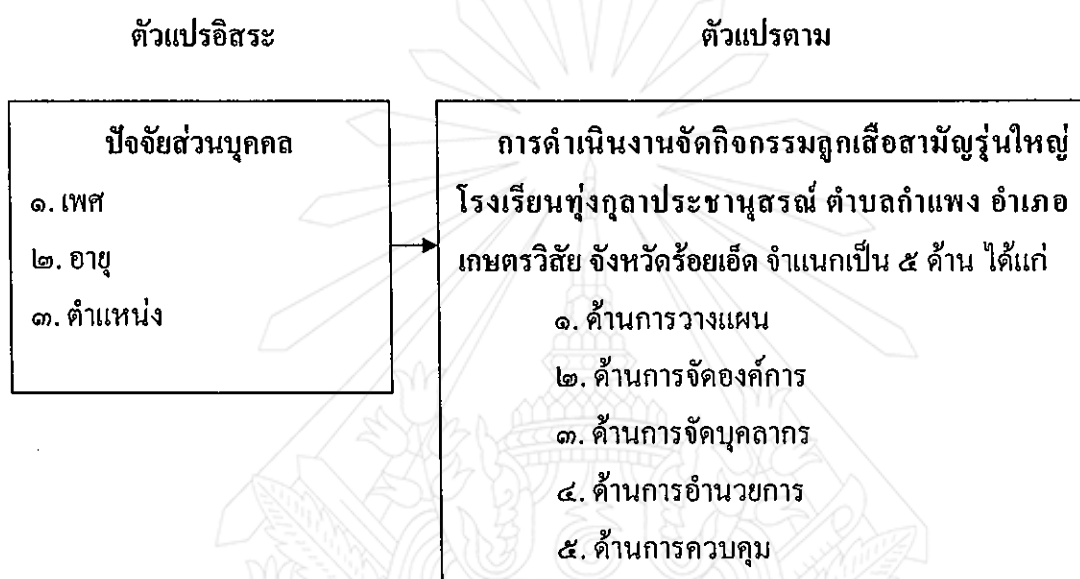 ตัวแปรอิสระ
ตัวแปรตาม
ปัจจัยส่วนบุคคล
๑. เพศ
๒. อายุ
๓. ตำแหน่ง
การดำเนินงานจัดกิจกรรมลูกเสือสามัญรุ่นใหญ่
โรงเรียนทุ่งกุลาประชานุสรณ์ ตำบลกำแพง อำเภอ
เกษตรวิสัย จังหวัดร้อยเอ็ด จำแนกเป็น ๕ ด้าน ได้แก่
๑. ด้านการวางแผน
๒. ด้านการจัดองค์การ
๓. ด้านการจัดบุคลากร
๔. ด้านการอำนวยการ
๕. ด้านการควบคุม